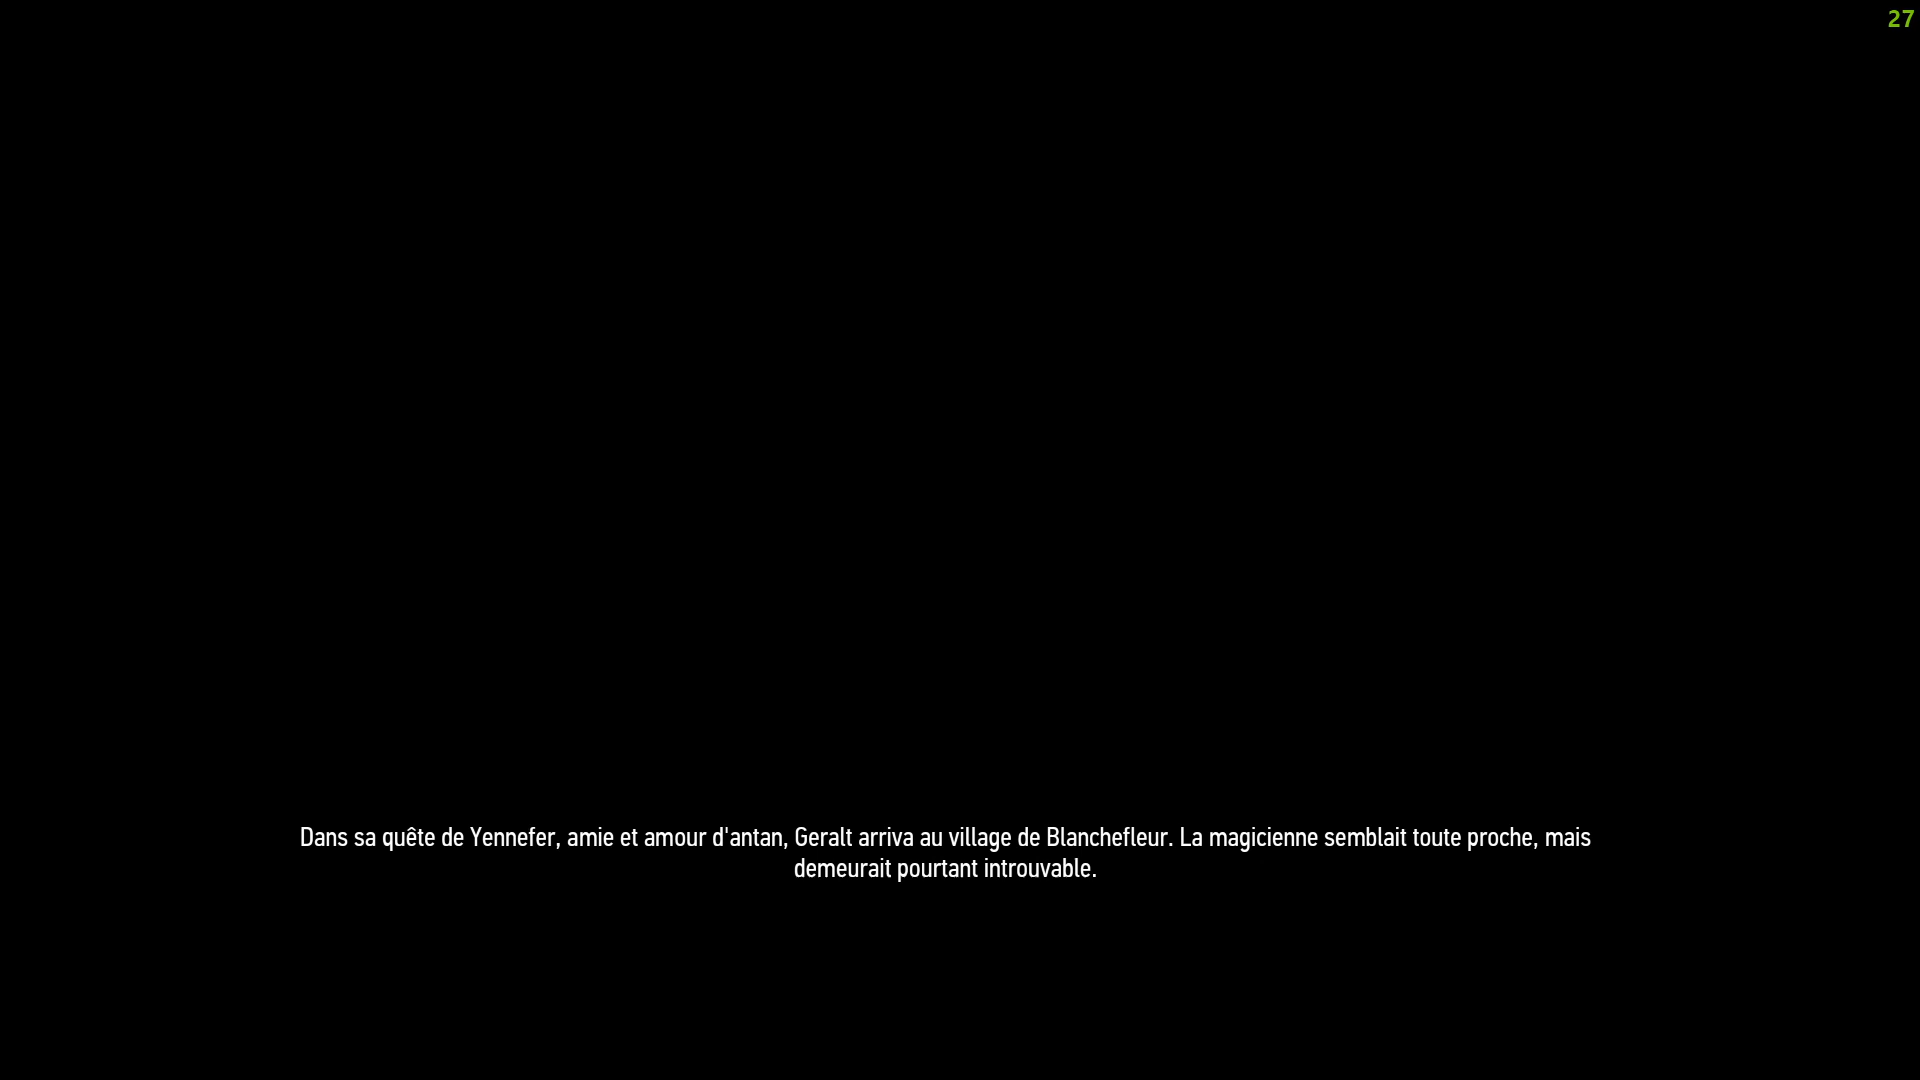 27
Dans sa quête de Yennefer, amie et amour d'antan, Geralt arriva au village de Blanchefleur. La magicienne semblait toute proche, mais
demeurait pourtant introuvable.